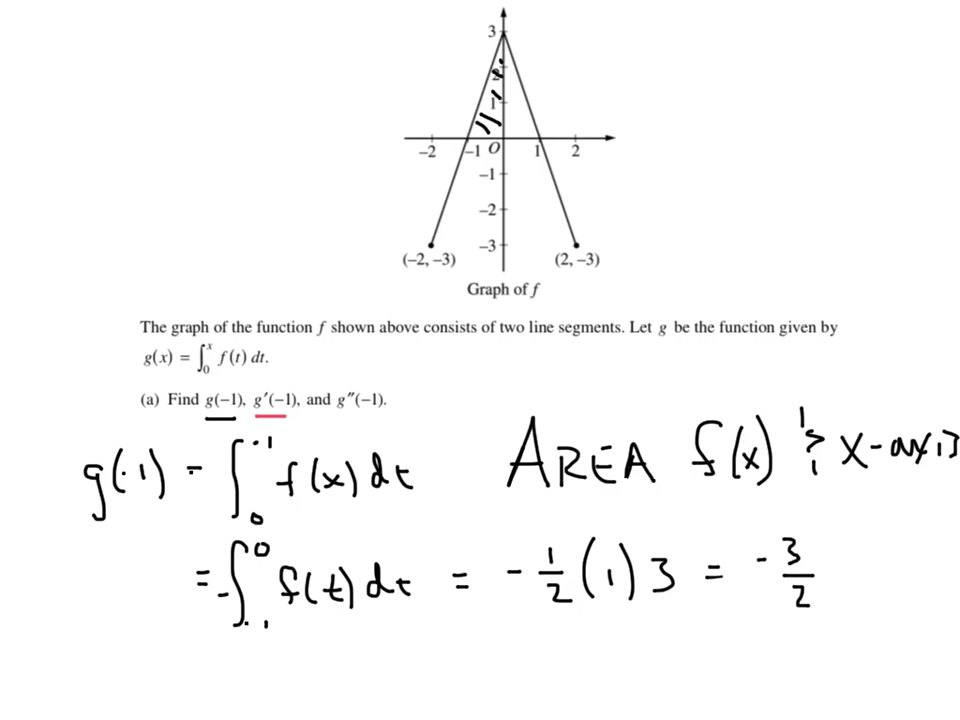 3
2
1
-2 -1 O 1 2
-1
-2
-3
(-2, -3) (2, -3)
Graph of f
The graph of the function f shown above consists of two line segments. Let g be the function given by
g(x) = ∫₀ˣ f(t) dt.
(a) Find g(-1), g′(-1), and g″(-1).
g(-1) = ∫₀⁻¹ f(x) dt AREA f(x) & x-axis
= -∫₋₁⁰ f(t) dt = -1/2 (1) 3 = -3/2